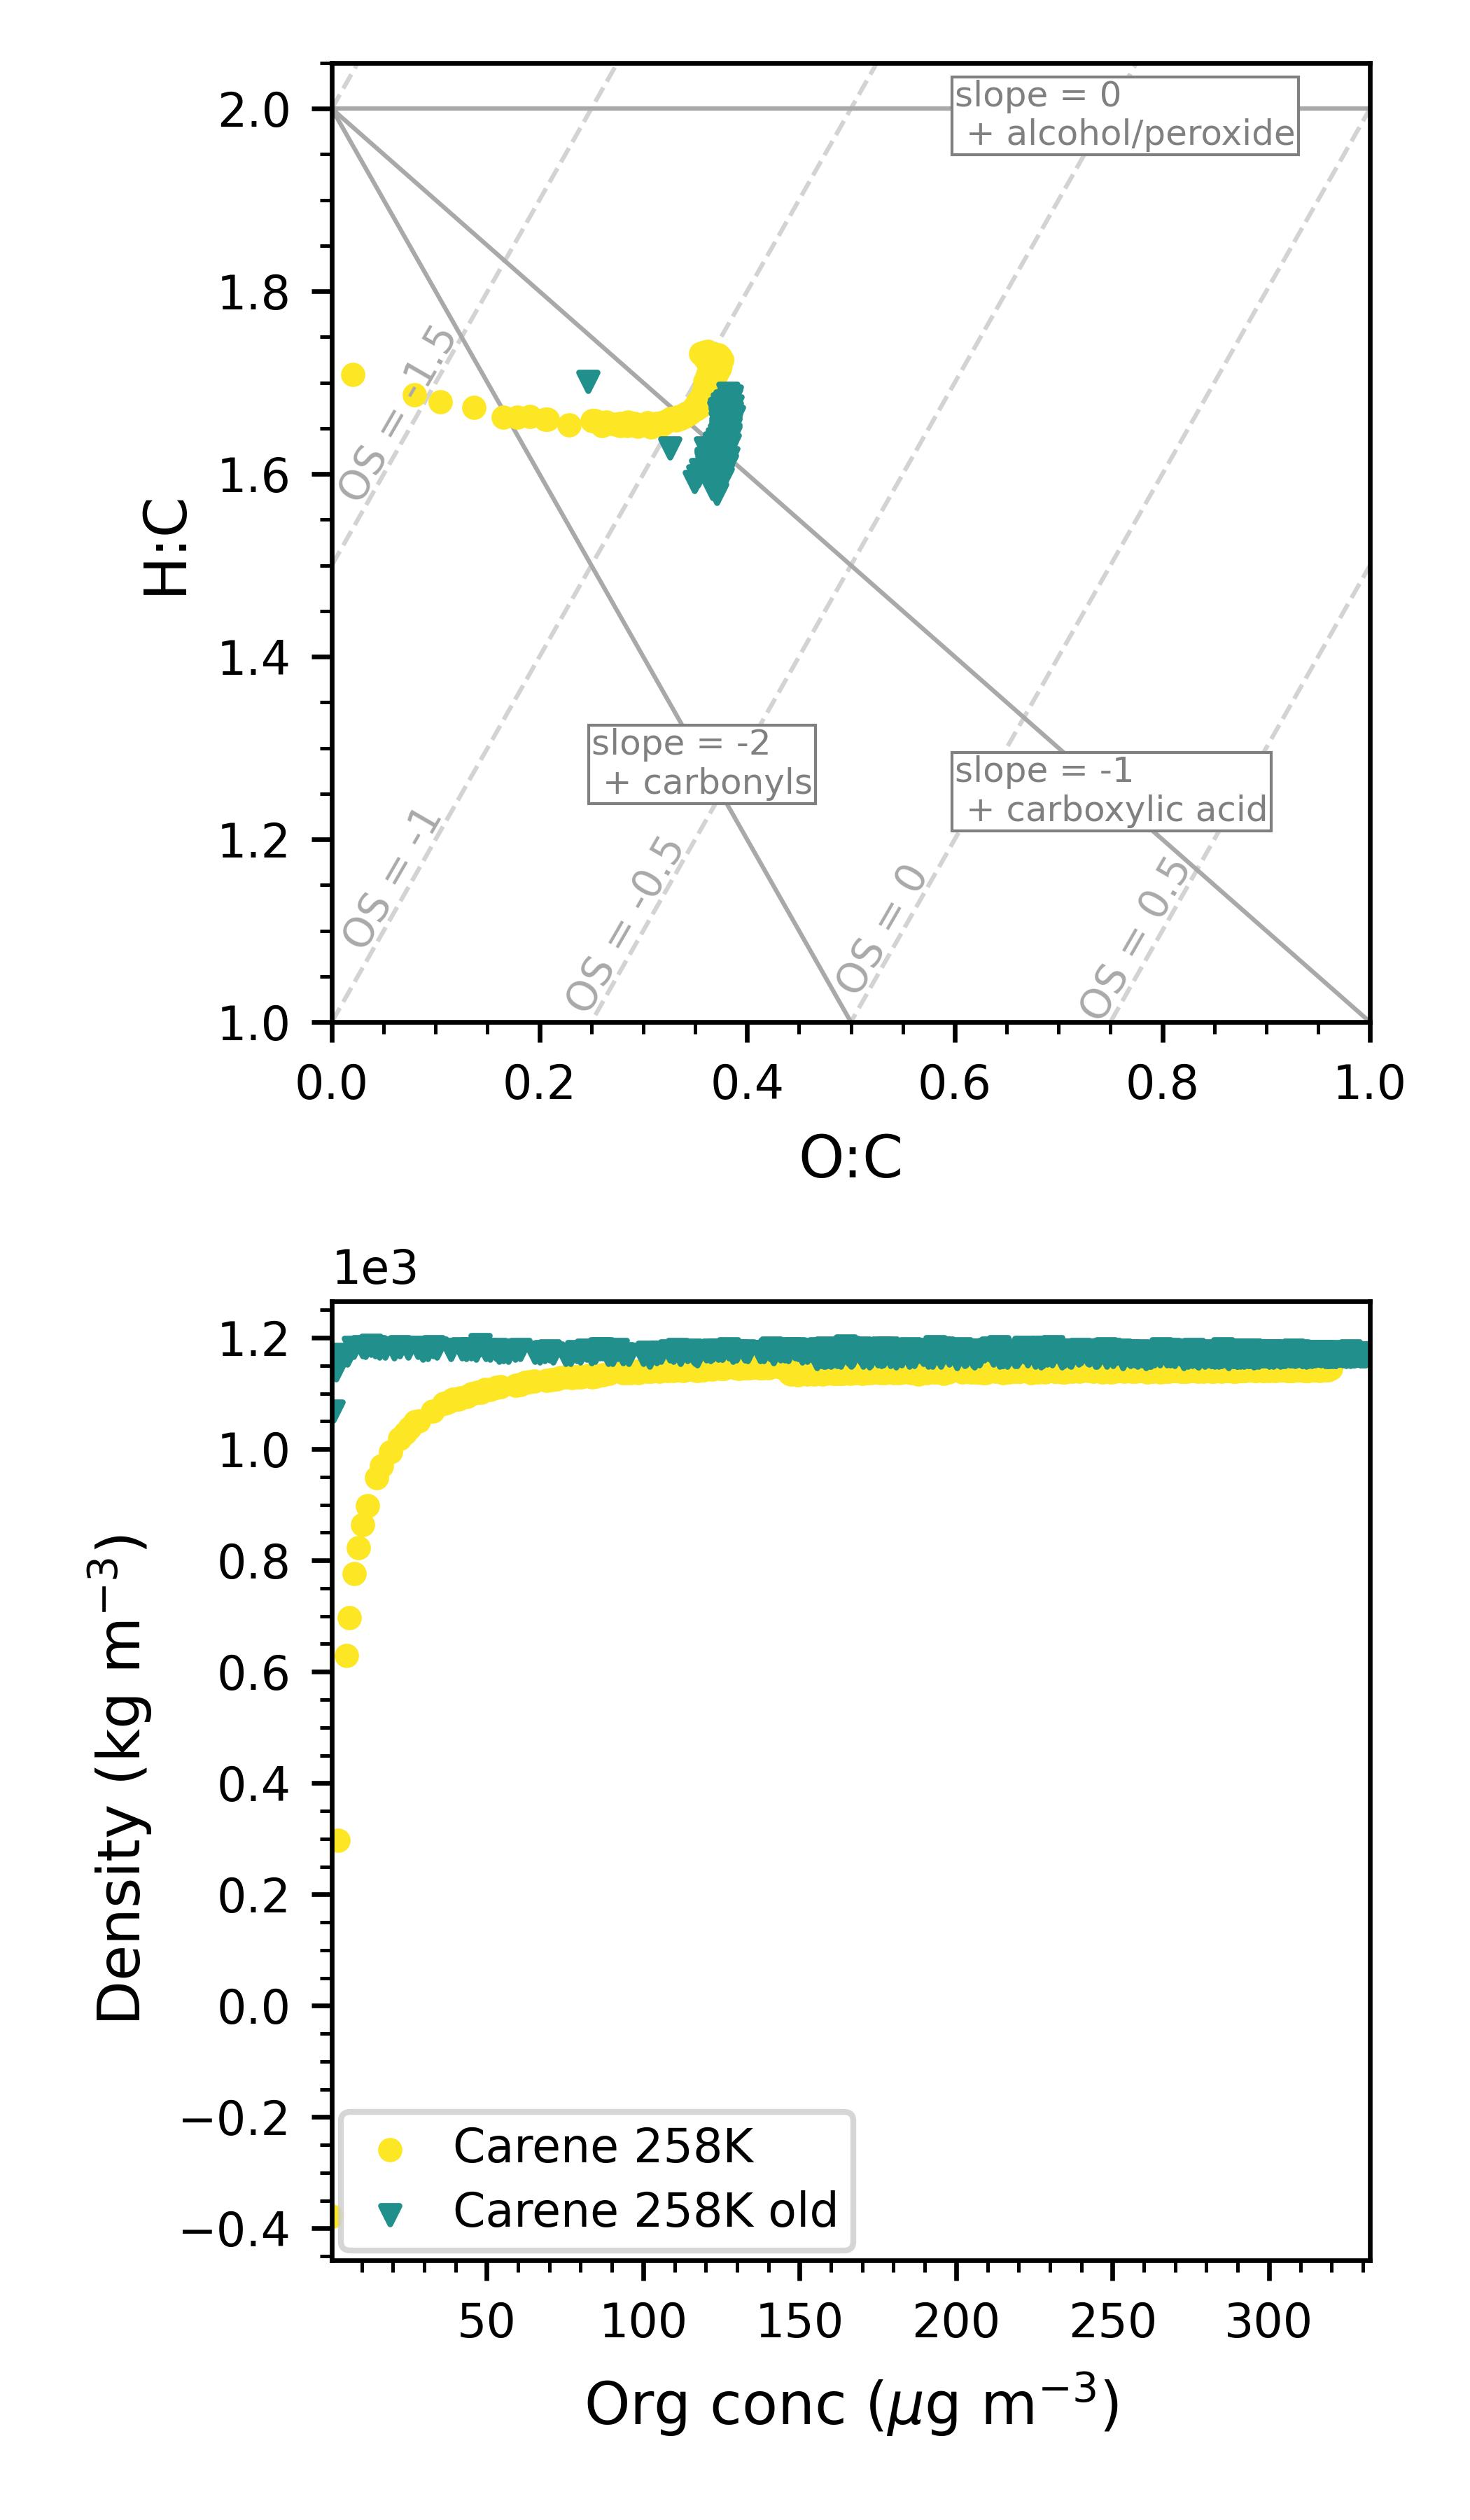 2.0
1.8
1.6
1.4
1.2
1.0
H:C
slope = 0
+ alcohol/peroxide
OS = -1.5
slope = -2
+ carbonyls
slope = -1
+ carboxylic acid
OS = -1
OS = -0.5
OS = 0
OS = 0.5
0.0 0.2 0.4 0.6 0.8 1.0
O:C
1e3
1.2
1.0
0.8
0.6
0.4
0.2
0.0
−0.2
−0.4
Density (kg m⁻³)
Carene 258K
Carene 258K old
50 100 150 200 250 300
Org conc (μg m⁻³)